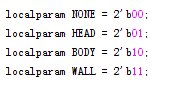 localparam NONE = 2'b00;
localparam HEAD = 2'b01;
localparam BODY = 2'b10;
localparam WALL = 2'b11;